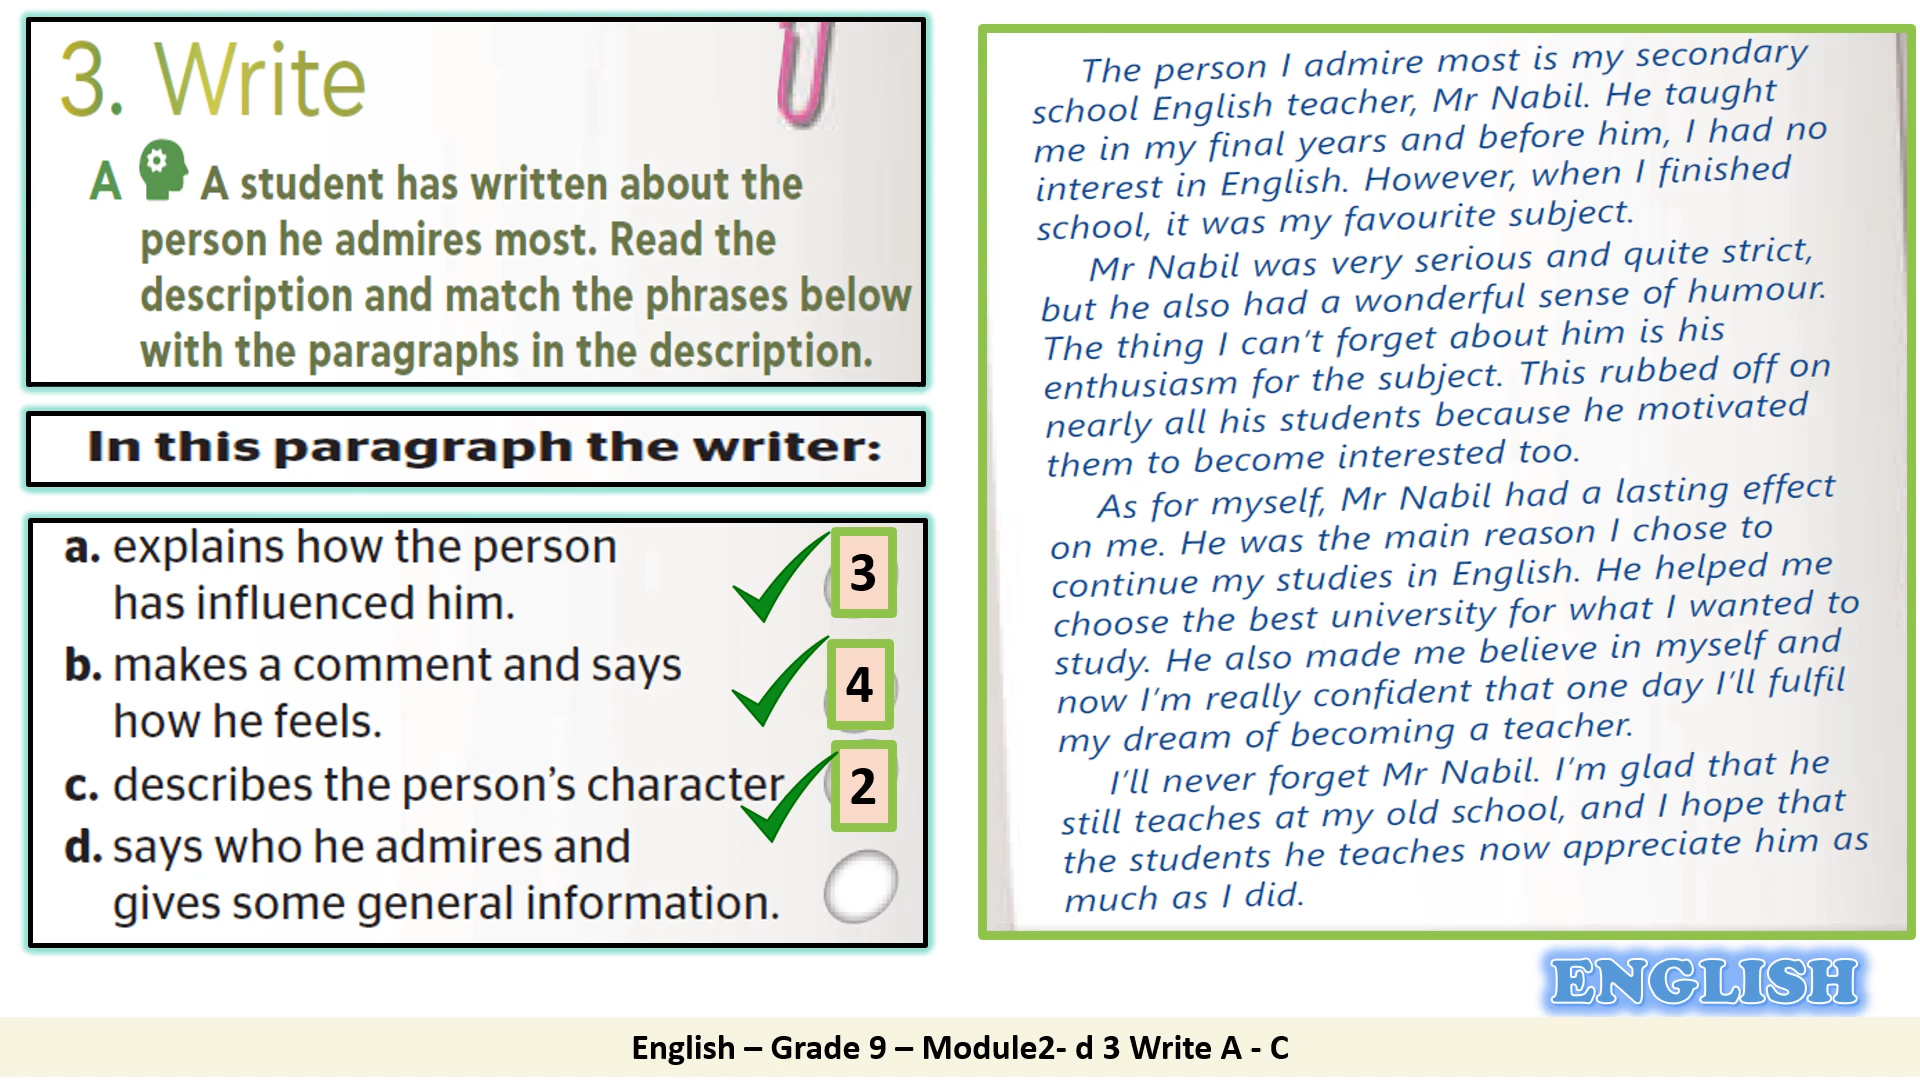 3. Write
A A student has written about the
person he admires most. Read the
description and match the phrases below
with the paragraphs in the description.
In this paragraph the writer:
a. explains how the person
has influenced him.
3
b. makes a comment and says
how he feels.
4
c. describes the person's character
2
d. says who he admires and
gives some general information.
The person I admire most is my secondary
school English teacher, Mr Nabil. He taught
me in my final years and before him, I had no
interest in English. However, when I finished
school, it was my favourite subject.
Mr Nabil was very serious and quite strict,
but he also had a wonderful sense of humour.
The thing I can't forget about him is his
enthusiasm for the subject. This rubbed off on
nearly all his students because he motivated
them to become interested too.
As for myself, Mr Nabil had a lasting effect
on me. He was the main reason I chose to
continue my studies in English. He helped me
choose the best university for what I wanted to
study. He also made me believe in myself and
now I'm really confident that one day I'll fulfil
my dream of becoming a teacher.
I'll never forget Mr Nabil. I'm glad that he
still teaches at my old school, and I hope that
the students he teaches now appreciate him as
much as I did.
ENGLISH
English – Grade 9 – Module2- d 3 Write A - C